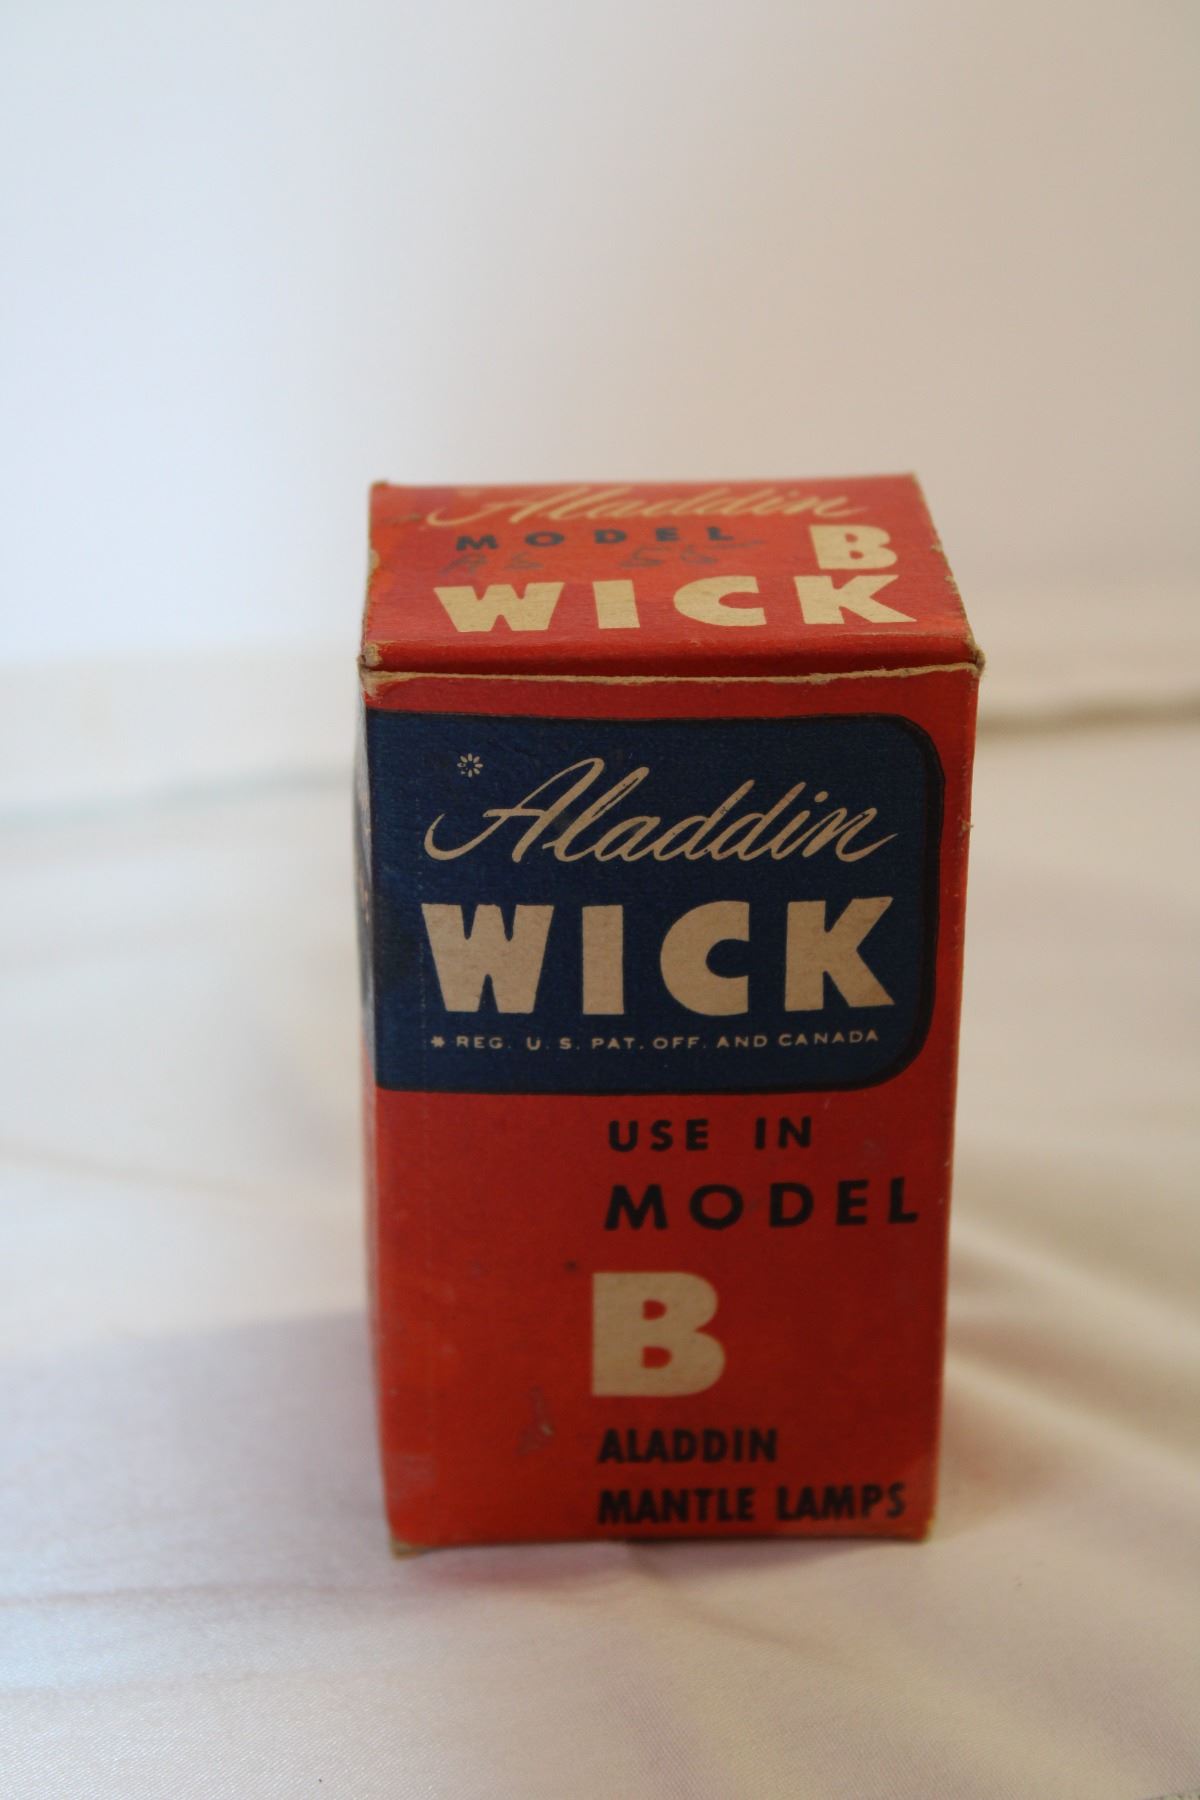 Aladdin
MODEL B
WICK
Aladdin
WICK
* REG. U. S. PAT. OFF. AND CANADA
USE IN
MODEL
B
ALADDIN
MANTLE LAMPS